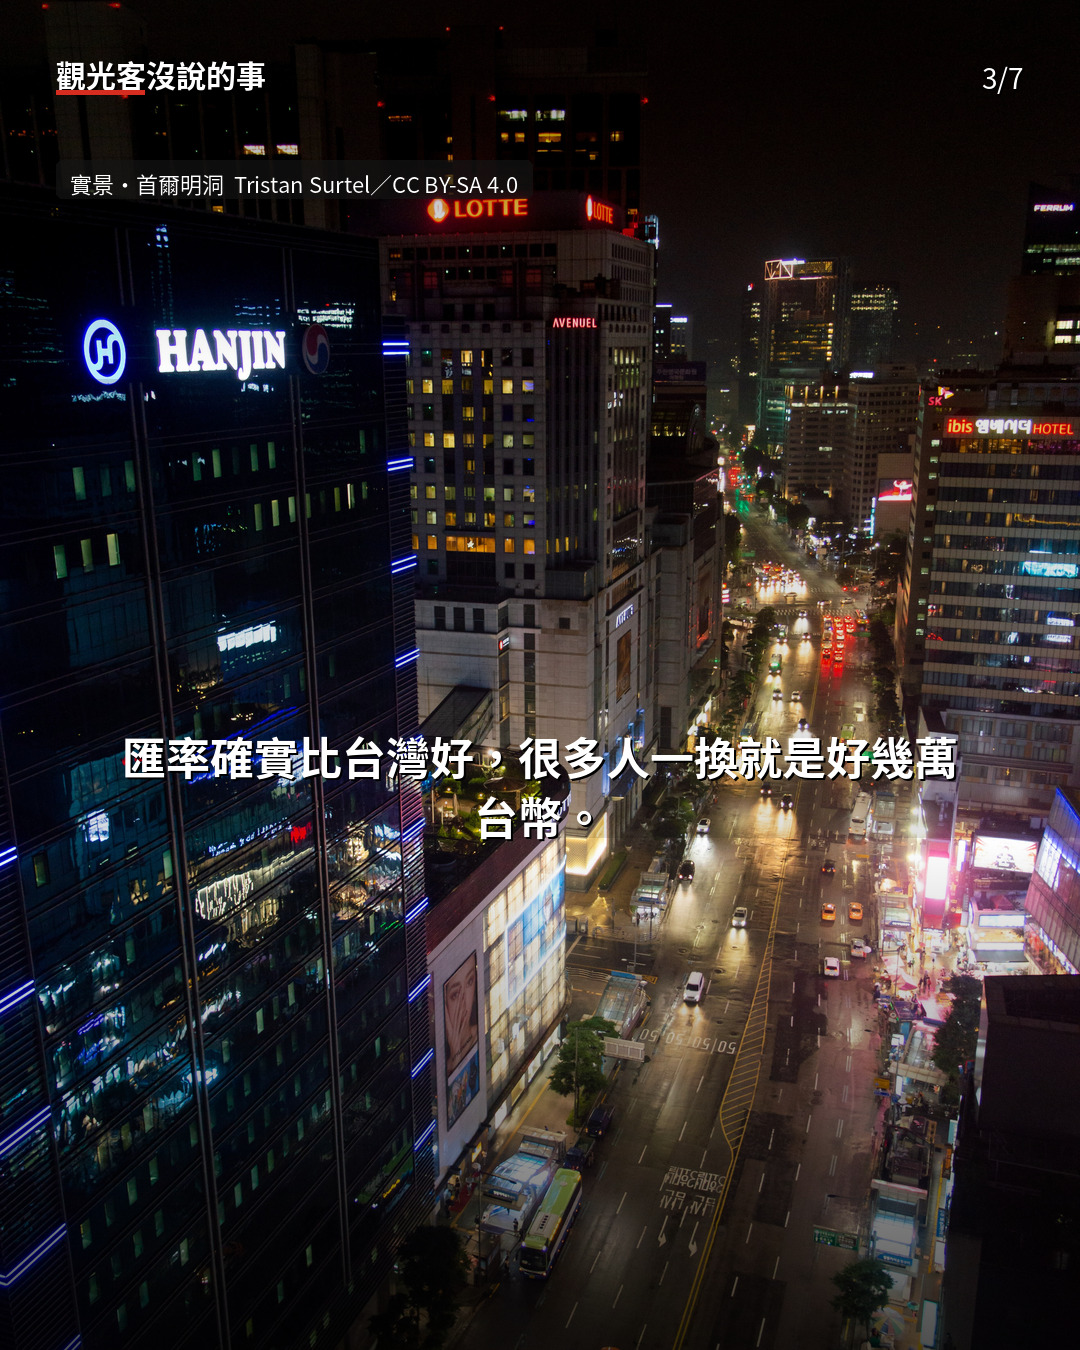 觀光客沒說的事
3/7
實景・首爾明洞 Tristan Surtel／CC BY-SA 4.0
LOTTE
LOTTE
FERRUM
HANJIN
AVENUEL
SK
ibis 앰배서더 HOTEL
匯率確實比台灣好，很多人一換就是好幾萬
台幣。